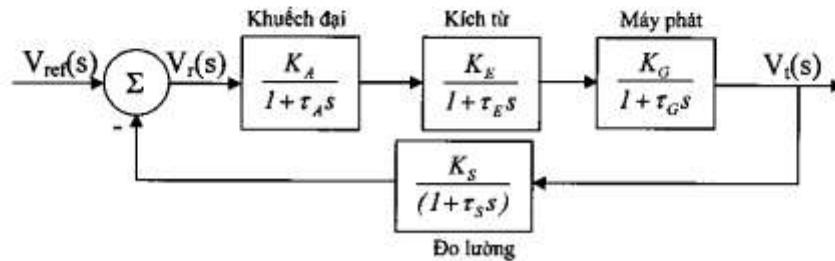 Khuếch đại
Kích từ
Máy phát
V_ref(s)
Σ
V_r(s)
K_A
1 + τ_A s
K_E
1 + τ_E s
K_G
1 + τ_G s
V_t(s)
-
K_S
(1 + τ_S s)
Đo lường